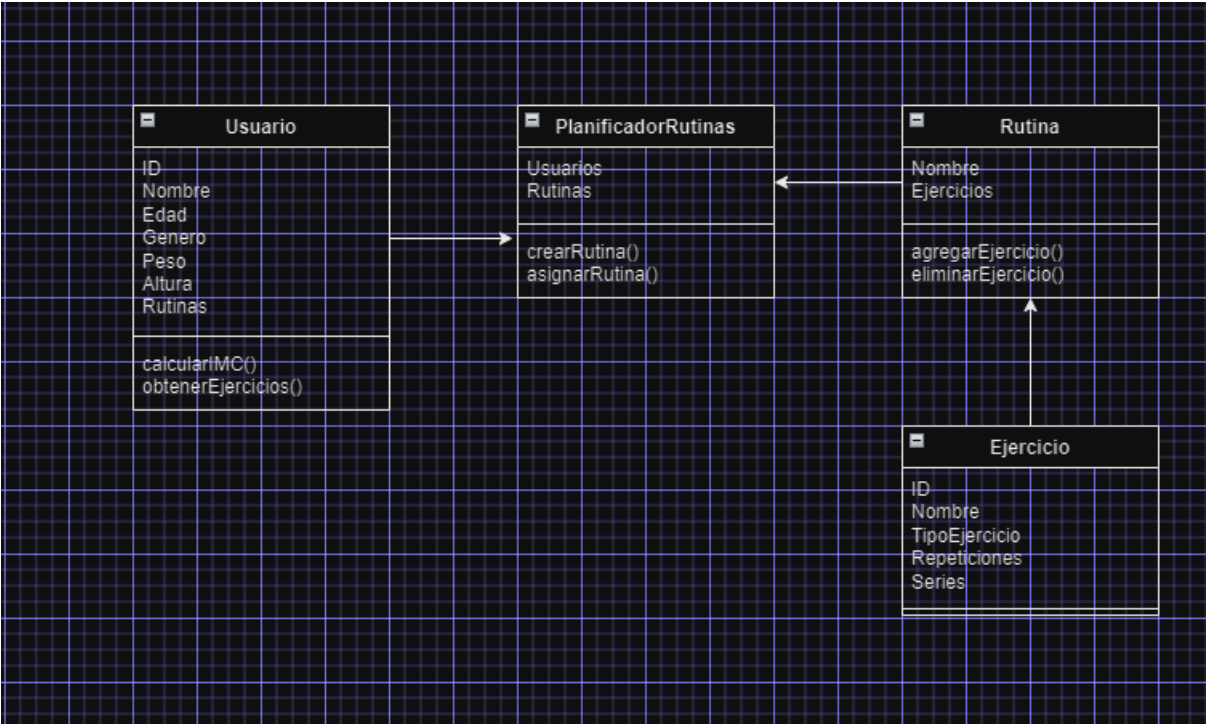 Usuario
ID
Nombre
Edad
Genero
Peso
Altura
Rutinas
calcularIMC()
obtenerEjercicios()
PlanificadorRutinas
Usuarios
Rutinas
crearRutina()
asignarRutina()
Rutina
Nombre
Ejercicios
agregarEjercicio()
eliminarEjercicio()
Ejercicio
ID
Nombre
TipoEjercicio
Repeticiones
Series